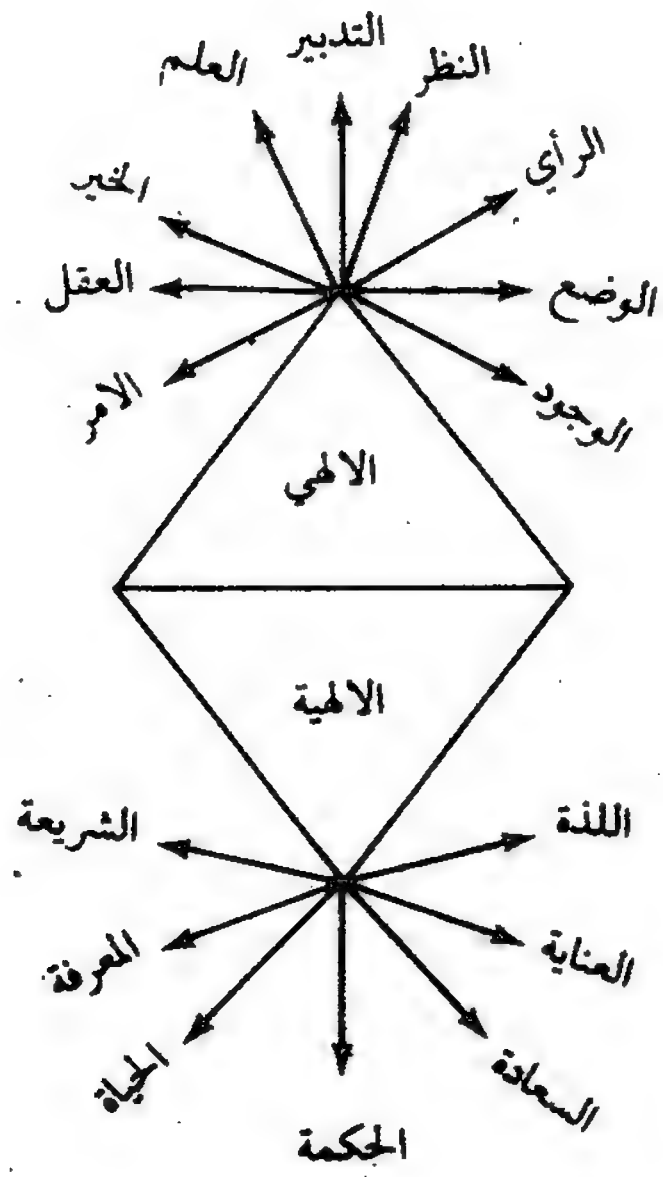 النظر
التدبير
العلم
الرأي
الخير
الوضع
العقل
الوجود
الامر
الالهي
الالهية
اللذة
الشريعة
العناية
المعرفة
السعادة
الحياة
الحكمة